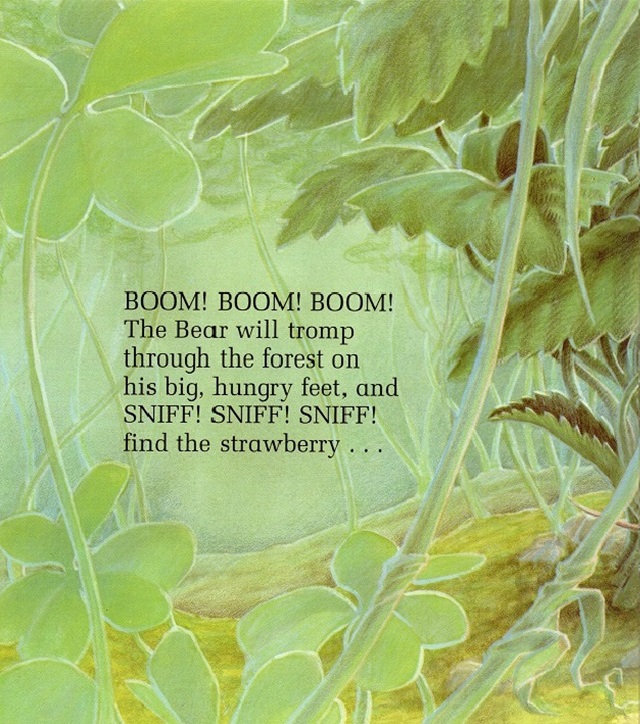 BOOM! BOOM! BOOM!
The Bear will tromp
through the forest on
his big, hungry feet, and
SNIFF! SNIFF! SNIFF!
find the strawberry . . .